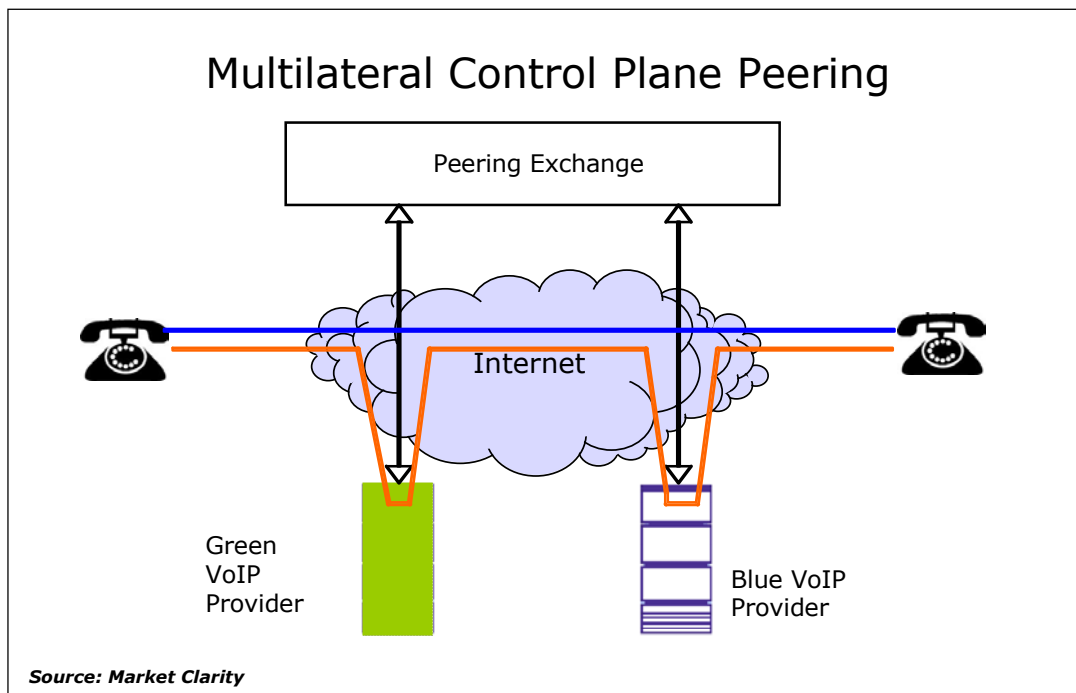 Multilateral Control Plane Peering
Peering Exchange
Internet
Green
VoIP
Provider
Blue VoIP
Provider
Source: Market Clarity